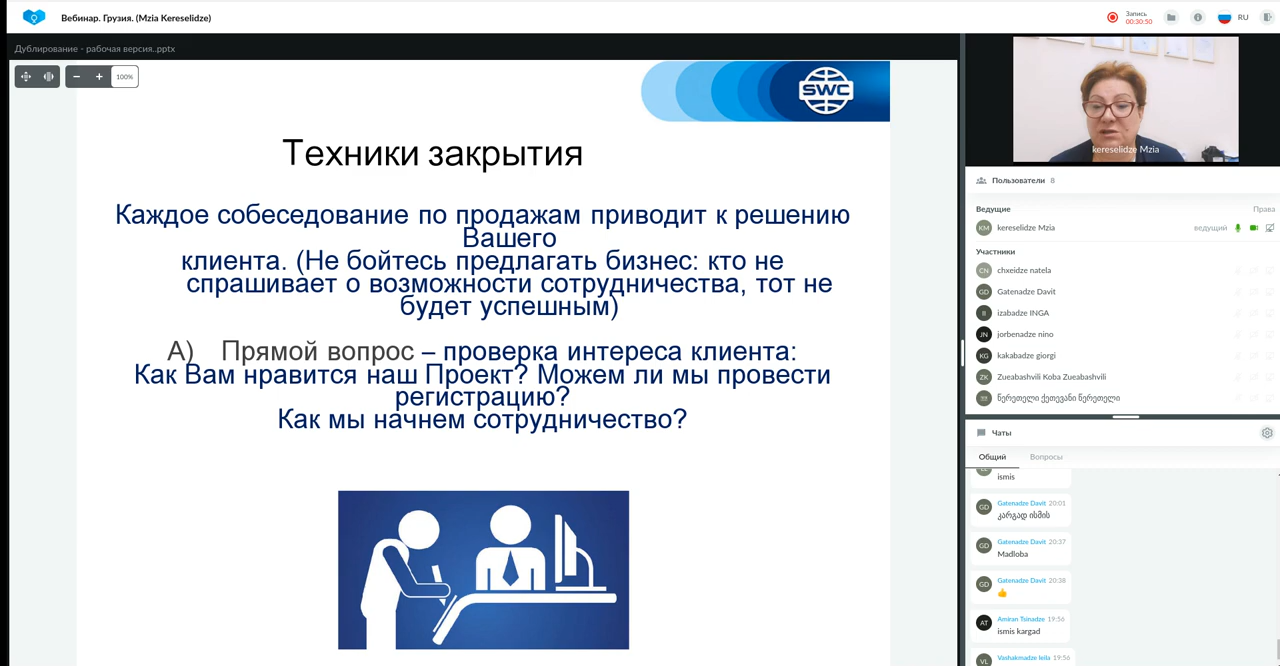 Вебинар. Грузия. (Mzia Kereselidze)
Запись
00:30:50
RU
Дублирование - рабочая версия..pptx
100%
SWC
Техники закрытия
Каждое собеседование по продажам приводит к решению
Вашего
клиента. (Не бойтесь предлагать бизнес: кто не
спрашивает о возможности сотрудничества, тот не
будет успешным)
А) Прямой вопрос – проверка интереса клиента:
Как Вам нравится наш Проект? Можем ли мы провести
регистрацию?
Как мы начнем сотрудничество?
kereselidze Mzia
Пользователи 8
Ведущие Права
KM kereselidze Mzia ведущий
Участники
CN chxeidze natela
GD Gatenadze Davit
II izabadze INGA
JN jorbenadze nino
KG kakabadze giorgi
ZK Zueabashvili Koba Zueabashvili
წერეთელი ქეთევანი წერეთელი
Чаты
Общий Вопросы
ismis
GD Gatenadze Davit 20:01
კარგად ისმის
GD Gatenadze Davit 20:37
Madloba
GD Gatenadze Davit 20:38
👍
AT Amiran Tsinadze 19:56
ismis kargad
VL Vashakmadze leila 19:56